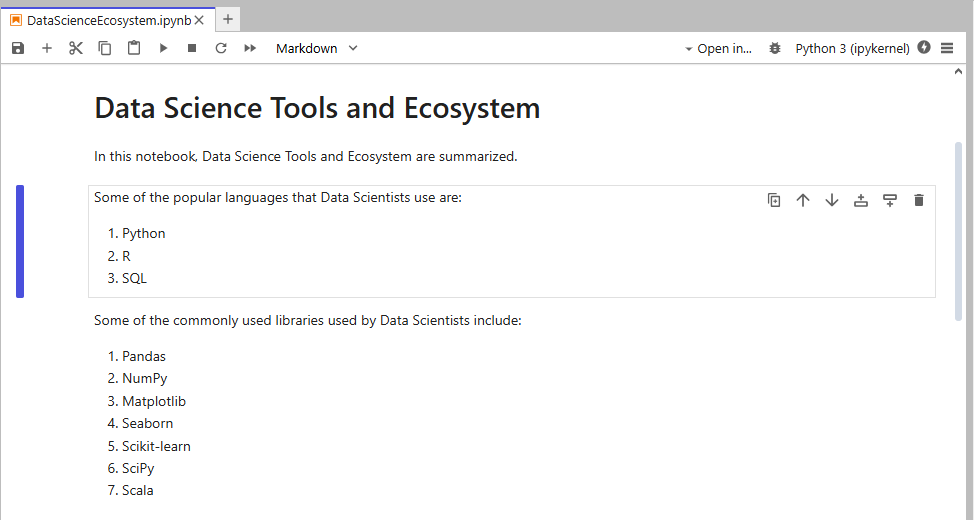 DataScienceEcosystem.ipynb
Markdown
Open in...
Python 3 (ipykernel)
Data Science Tools and Ecosystem
In this notebook, Data Science Tools and Ecosystem are summarized.
Some of the popular languages that Data Scientists use are:
1. Python
2. R
3. SQL
Some of the commonly used libraries used by Data Scientists include:
1. Pandas
2. NumPy
3. Matplotlib
4. Seaborn
5. Scikit-learn
6. SciPy
7. Scala